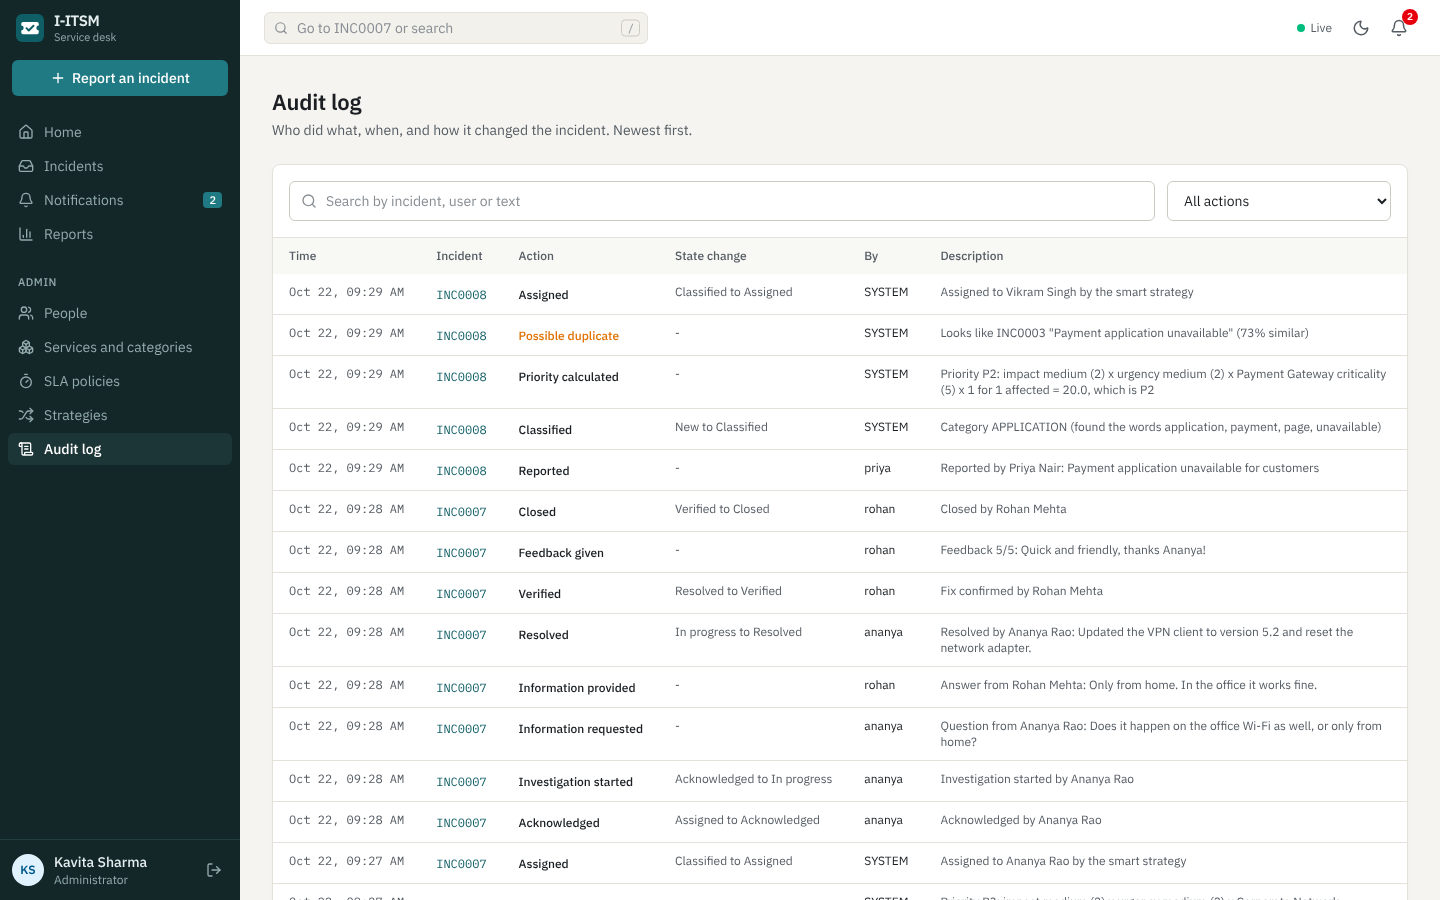 I-ITSM
Service desk
Go to INC0007 or search
/
Live
2
Report an incident
Home
Incidents
Notifications 2
Reports
ADMIN
People
Services and categories
SLA policies
Strategies
Audit log
KS
Kavita Sharma
Administrator
Audit log
Who did what, when, and how it changed the incident. Newest first.
Search by incident, user or text
All actions
Time Incident Action State change By Description
Oct 22, 09:29 AM INC0008 Assigned Classified to Assigned SYSTEM Assigned to Vikram Singh by the smart strategy
Oct 22, 09:29 AM INC0008 Possible duplicate - SYSTEM Looks like INC0003 "Payment application unavailable" (73% similar)
Oct 22, 09:29 AM INC0008 Priority calculated - SYSTEM Priority P2: impact medium (2) x urgency medium (2) x Payment Gateway criticality
(5) x 1 for 1 affected = 20.0, which is P2
Oct 22, 09:29 AM INC0008 Classified New to Classified SYSTEM Category APPLICATION (found the words application, payment, page, unavailable)
Oct 22, 09:29 AM INC0008 Reported - priya Reported by Priya Nair: Payment application unavailable for customers
Oct 22, 09:28 AM INC0007 Closed Verified to Closed rohan Closed by Rohan Mehta
Oct 22, 09:28 AM INC0007 Feedback given - rohan Feedback 5/5: Quick and friendly, thanks Ananya!
Oct 22, 09:28 AM INC0007 Verified Resolved to Verified rohan Fix confirmed by Rohan Mehta
Oct 22, 09:28 AM INC0007 Resolved In progress to Resolved ananya Resolved by Ananya Rao: Updated the VPN client to version 5.2 and reset the
network adapter.
Oct 22, 09:28 AM INC0007 Information provided - rohan Answer from Rohan Mehta: Only from home. In the office it works fine.
Oct 22, 09:28 AM INC0007 Information requested - ananya Question from Ananya Rao: Does it happen on the office Wi-Fi as well, or only from
home?
Oct 22, 09:28 AM INC0007 Investigation started Acknowledged to In progress ananya Investigation started by Ananya Rao
Oct 22, 09:28 AM INC0007 Acknowledged Assigned to Acknowledged ananya Acknowledged by Ananya Rao
Oct 22, 09:27 AM INC0007 Assigned Classified to Assigned SYSTEM Assigned to Ananya Rao by the smart strategy